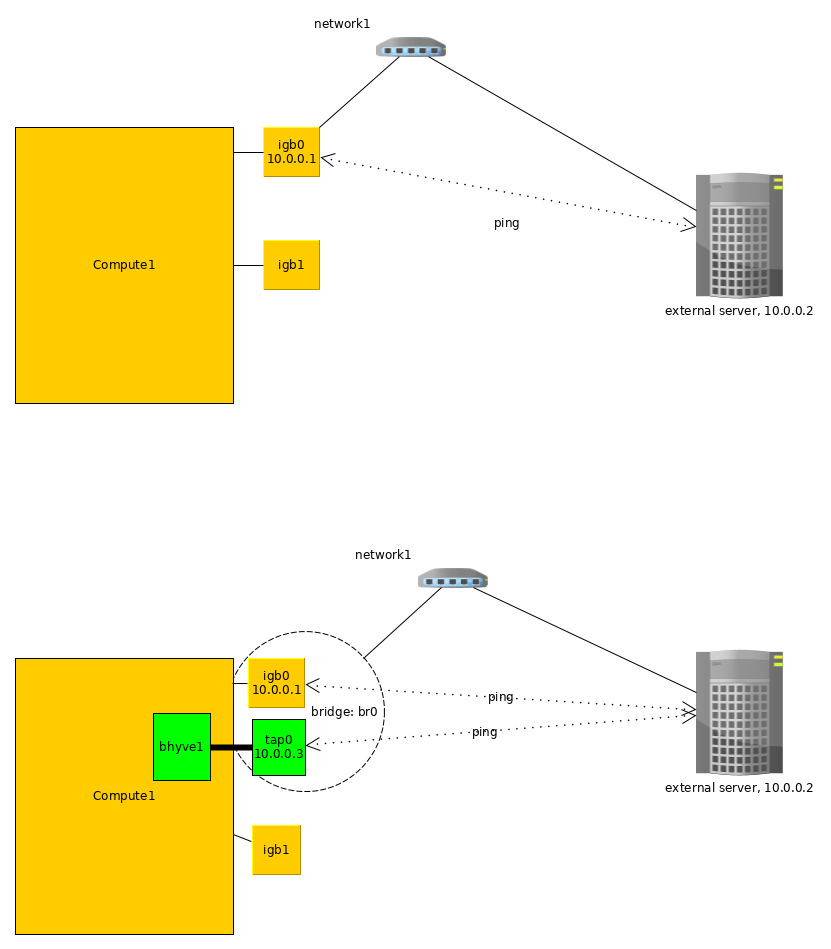 network1
igb0
10.0.0.1
ping
Compute1
igb1
external server, 10.0.0.2
network1
igb0
10.0.0.1
ping
bridge: br0
ping
bhyve1
tap0
10.0.0.3
external server, 10.0.0.2
Compute1
igb1